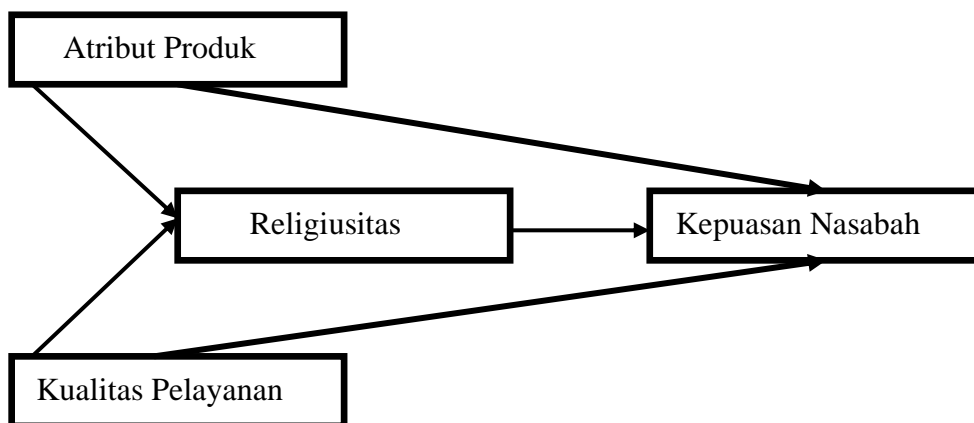 Atribut Produk
Religiusitas
Kepuasan Nasabah
Kualitas Pelayanan